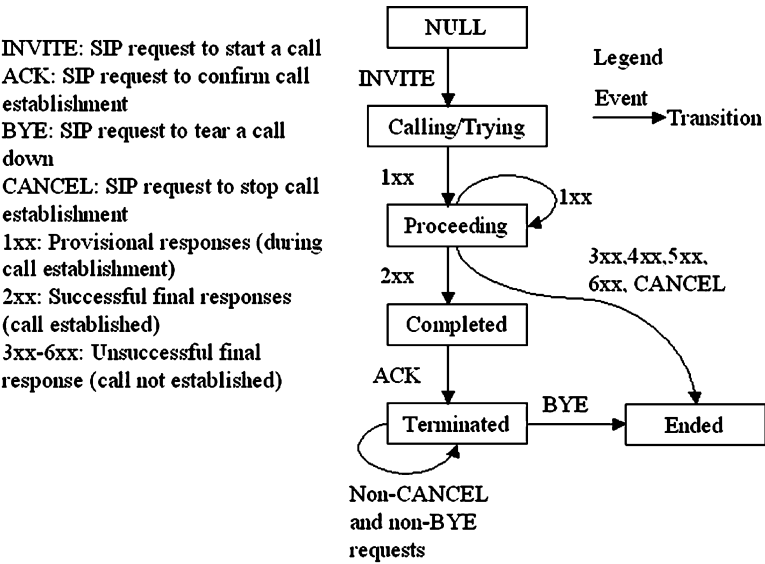 INVITE: SIP request to start a call
ACK: SIP request to confirm call
establishment
BYE: SIP request to tear a call
down
CANCEL: SIP request to stop call
establishment
1xx: Provisional responses (during
call establishment)
2xx: Successful final responses
(call established)
3xx-6xx: Unsuccessful final
response (call not established)
NULL
INVITE
Calling/Trying
1xx
Proceeding
1xx
2xx
3xx,4xx,5xx,
6xx, CANCEL
Completed
ACK
Terminated
BYE
Ended
Non-CANCEL
and non-BYE
requests
Legend
Event
Transition